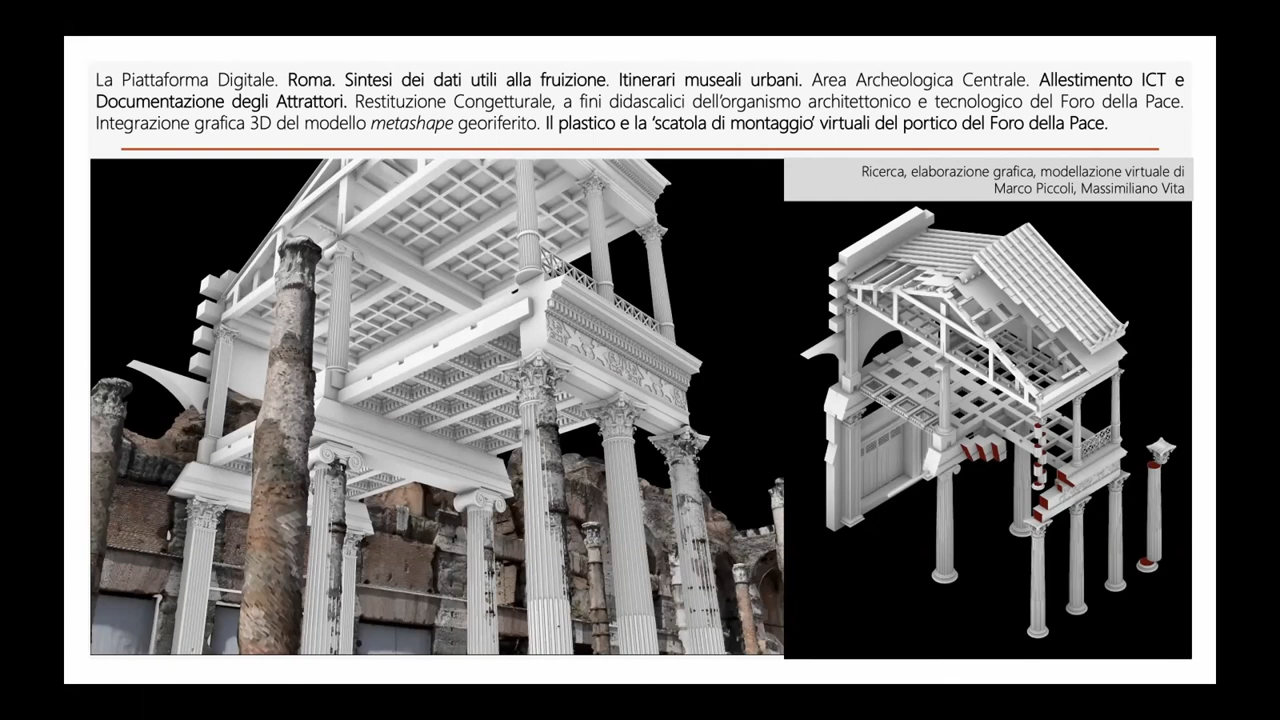 La Piattaforma Digitale. Roma. Sintesi dei dati utili alla fruizione. Itinerari museali urbani. Area Archeologica Centrale. Allestimento ICT e
Documentazione degli Attrattori. Restituzione Congetturale, a fini didascalici dell'organismo architettonico e tecnologico del Foro della Pace.
Integrazione grafica 3D del modello metashape georiferito. Il plastico e la 'scatola di montaggio' virtuali del portico del Foro della Pace.
Ricerca, elaborazione grafica, modellazione virtuale di
Marco Piccoli, Massimiliano Vita